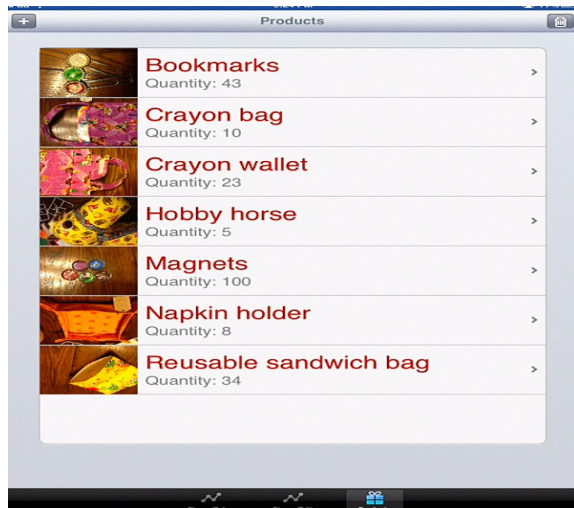 Products
Bookmarks
Quantity: 43
Crayon bag
Quantity: 10
Crayon wallet
Quantity: 23
Hobby horse
Quantity: 5
Magnets
Quantity: 100
Napkin holder
Quantity: 8
Reusable sandwich bag
Quantity: 34